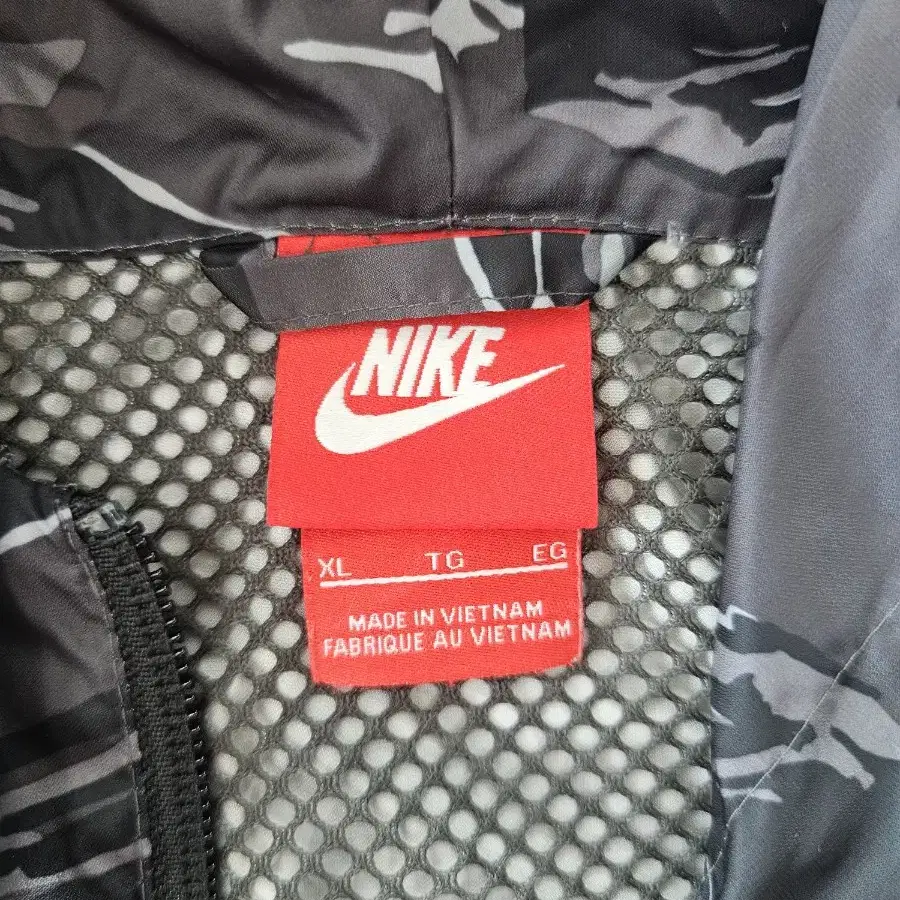 NIKE
XL TG EG
MADE IN VIETNAM
FABRIQUE AU VIETNAM